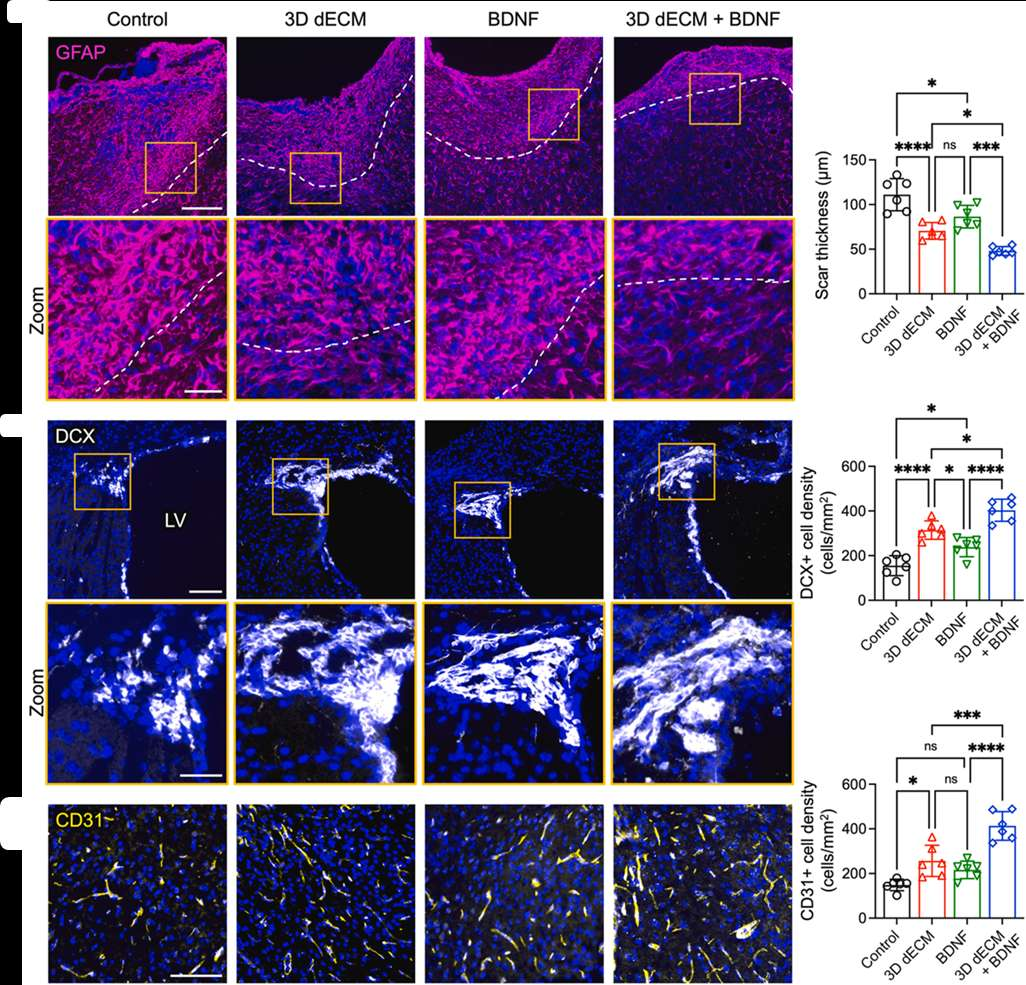 Control 3D dECM BDNF 3D dECM + BDNF
GFAP
Zoom
DCX
LV
Zoom
CD31
*
*
**** ns ***
150
100
50
0
Scar thickness (µm)
Control
3D dECM
BDNF
3D dECM
+ BDNF
*
*
**** * ****
600
400
200
0
DCX+ cell density
(cells/mm²)
Control
3D dECM
BDNF
3D dECM
+ BDNF
***
ns ****
* ns
600
400
200
0
CD31+ cell density
(cells/mm²)
Control
3D dECM
BDNF
3D dECM
+ BDNF